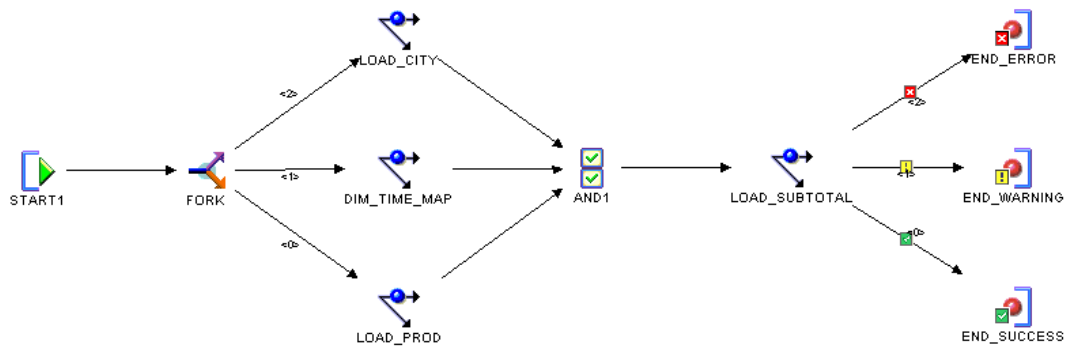 LOAD_CITY
END_ERROR
<2>
<2>
START1
FORK
<1>
DIM_TIME_MAP
AND1
LOAD_SUBTOTAL
<1>
END_WARNING
<0>
<0>
LOAD_PROD
END_SUCCESS